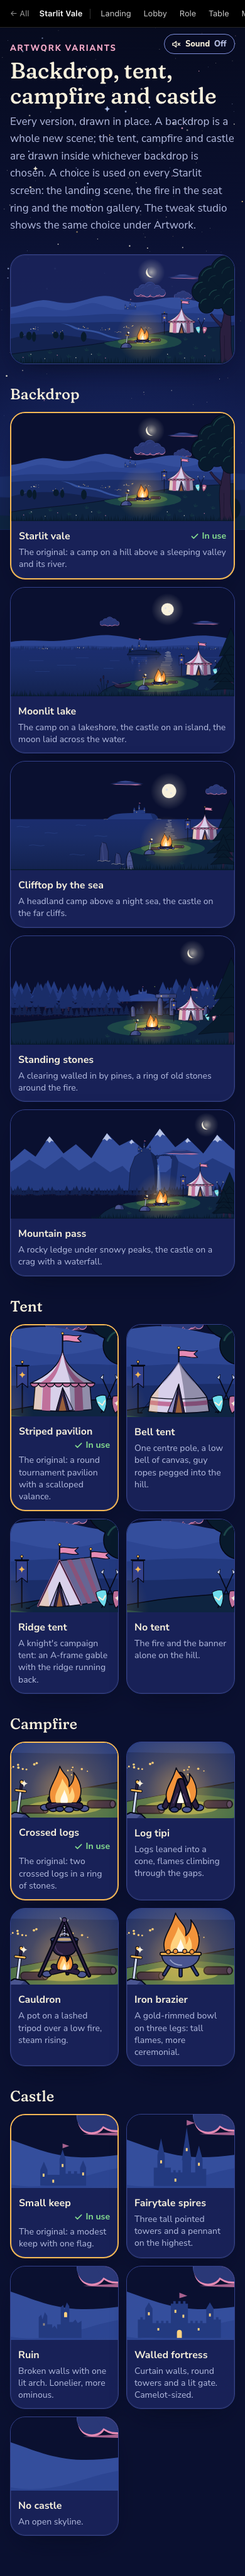 ← All Starlit Vale Landing Lobby Role Table
Sound Off
ARTWORK VARIANTS
Backdrop, tent,
campfire and castle
Every version, drawn in place. A backdrop is a
whole new scene; the tent, campfire and castle
are drawn inside whichever backdrop is
chosen. A choice is used on every Starlit
screen: the landing scene, the fire in the seat
ring and the motion gallery. The tweak studio
shows the same choice under Artwork.
Backdrop
Starlit vale
In use
The original: a camp on a hill above a sleeping valley
and its river.
Moonlit lake
The camp on a lakeshore, the castle on an island, the
moon laid across the water.
Clifftop by the sea
A headland camp above a night sea, the castle on
the far cliffs.
Standing stones
A clearing walled in by pines, a ring of old stones
around the fire.
Mountain pass
A rocky ledge under snowy peaks, the castle on a
crag with a waterfall.
Tent
Striped pavilion
In use
The original: a round
tournament pavilion
with a scalloped
valance.
Bell tent
One centre pole, a low
bell of canvas, guy
ropes pegged into the
hill.
Ridge tent
A knight's campaign
tent: an A-frame gable
with the ridge running
back.
No tent
The fire and the banner
alone on the hill.
Campfire
Crossed logs
In use
The original: two
crossed logs in a ring
of stones.
Log tipi
Logs leaned into a
cone, flames climbing
through the gaps.
Cauldron
A pot on a lashed
tripod over a low fire,
steam rising.
Iron brazier
A gold-rimmed bowl
on three legs: tall
flames, more
ceremonial.
Castle
Small keep
In use
The original: a modest
keep with one flag.
Fairytale spires
Three tall pointed
towers and a pennant
on the highest.
Ruin
Broken walls with one
lit arch. Lonelier, more
ominous.
Walled fortress
Curtain walls, round
towers and a lit gate.
Camelot-sized.
No castle
An open skyline.